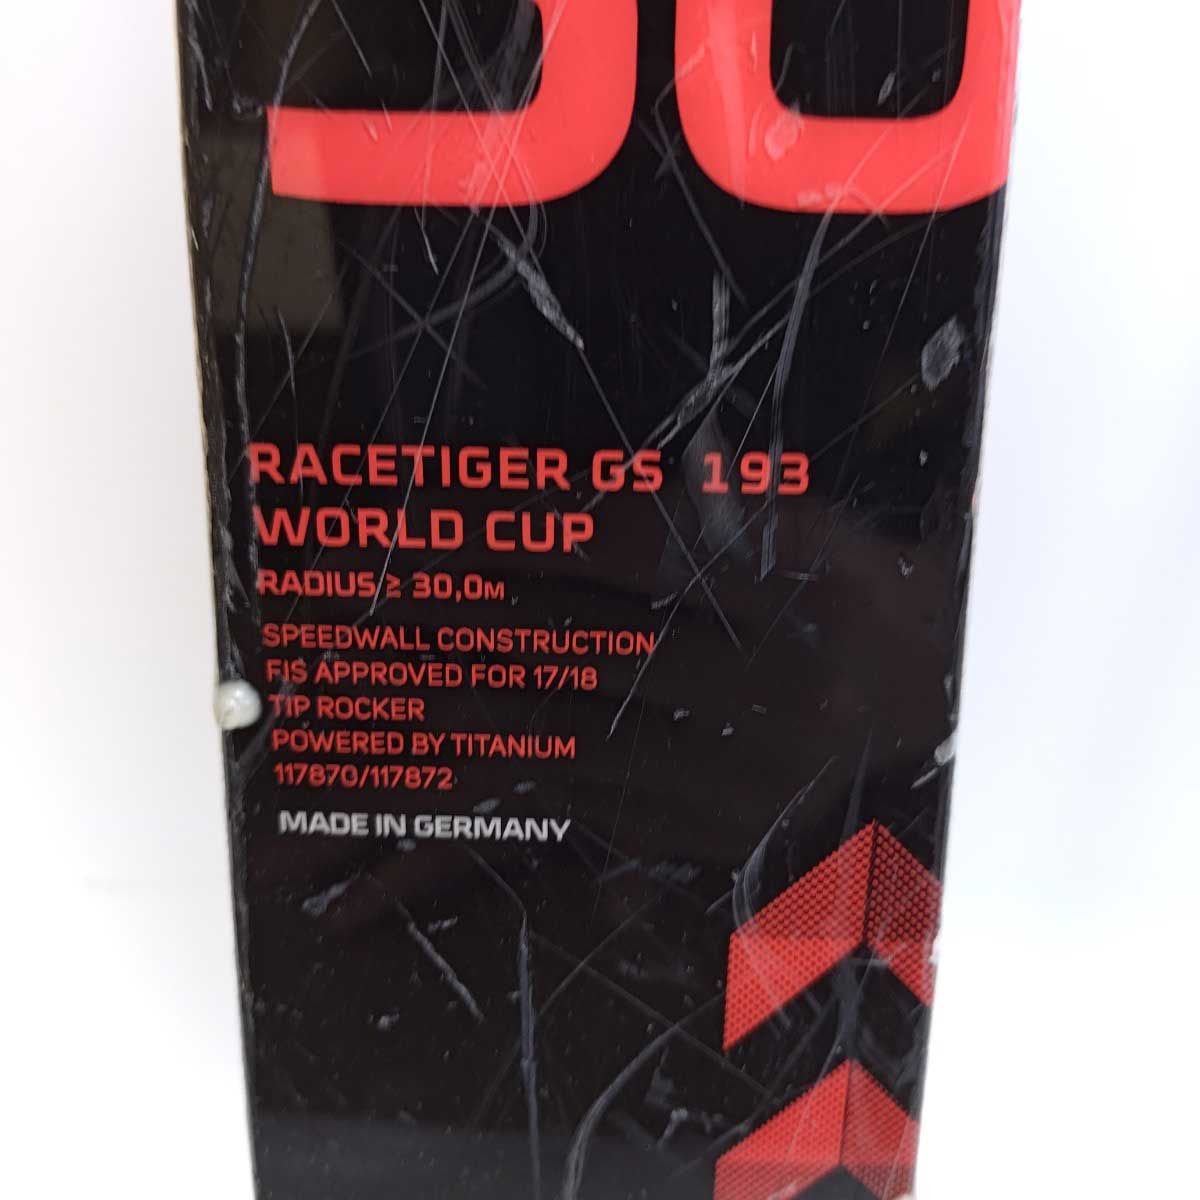 RACETIGER GS 193
WORLD CUP
RADIUS ≥ 30,0M
SPEEDWALL CONSTRUCTION
FIS APPROVED FOR 17/18
TIP ROCKER
POWERED BY TITANIUM
117870/117872
MADE IN GERMANY